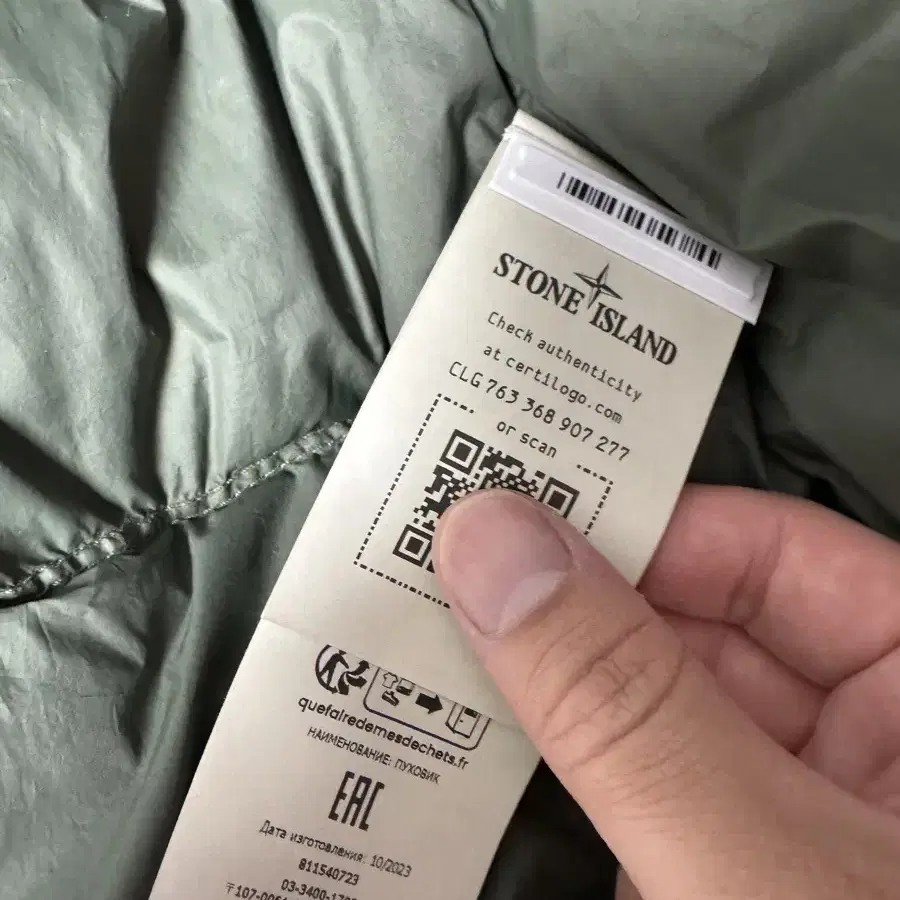 STONE ISLAND
Check authenticity
at certilogo.com
CLG 763 368 907 277
or scan
quefairedemesdechets.fr
НАИМЕНОВАНИЕ: ПУХОВИК
EAC
Дата изготовления: 10/2023
811540723